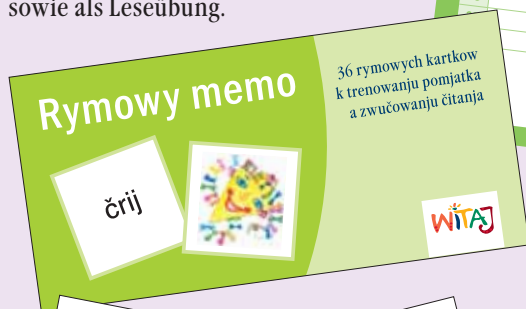 sowie als Leseübung.
Rymowy memo
36 rymowych kartkow
k trenowanju pomjatka
a zwučowanju čitanja
črij
WITAJ